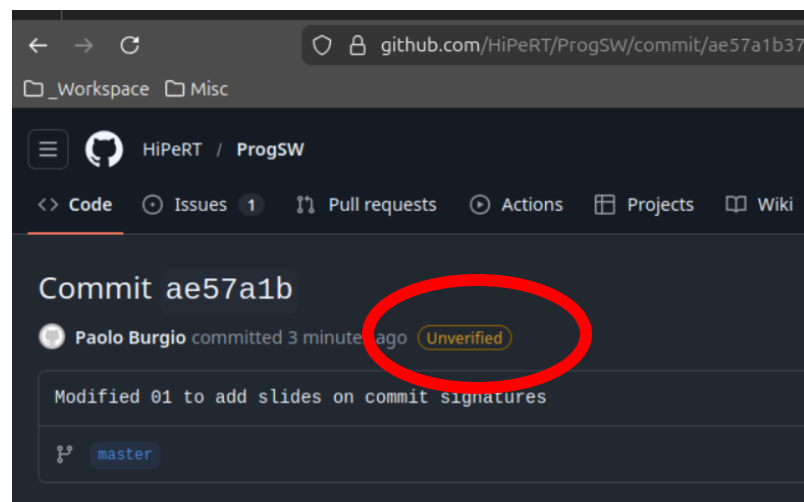 github.com/HiPeRT/ProgSW/commit/ae57a1b37
_Workspace Misc
HiPeRT / ProgSW
Code Issues 1 Pull requests Actions Projects Wiki
Commit ae57a1b
Paolo Burgio committed 3 minute ago Unverified
Modified 01 to add slides on commit signatures
master